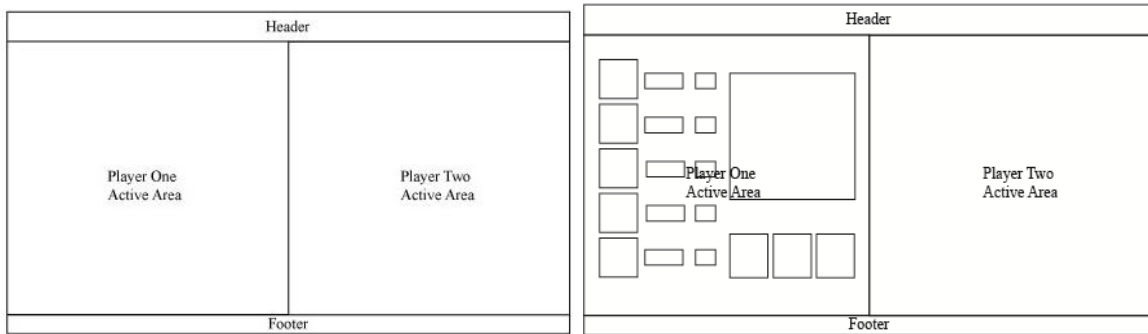 Header
Player One
Active Area
Player Two
Active Area
Footer
Header
Player One
Active Area
Player Two
Active Area
Footer